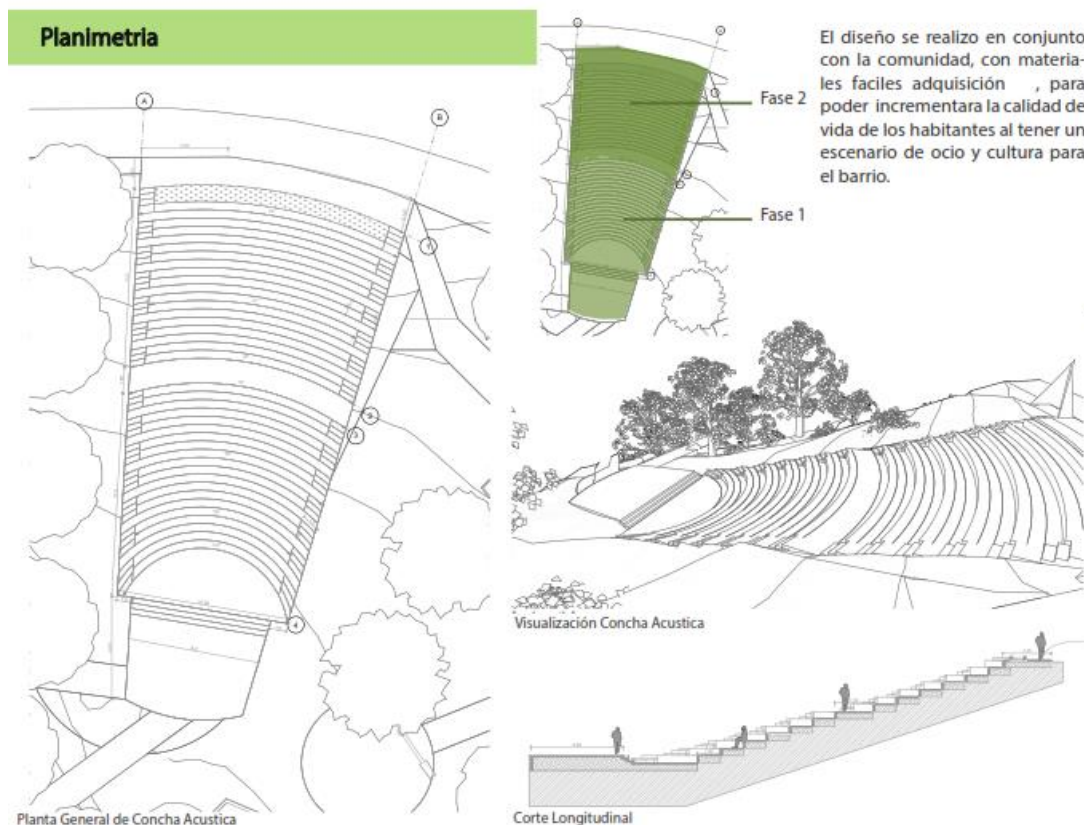 Planimetria
El diseño se realizo en conjunto
con la comunidad, con materia-
les faciles adquisición , para
poder incrementara la calidad de
vida de los habitantes al tener un
escenario de ocio y cultura para
el barrio.
Fase 2
Fase 1
A
B
4
Visualización Concha Acustica
Planta General de Concha Acustica
Corte Longitudinal